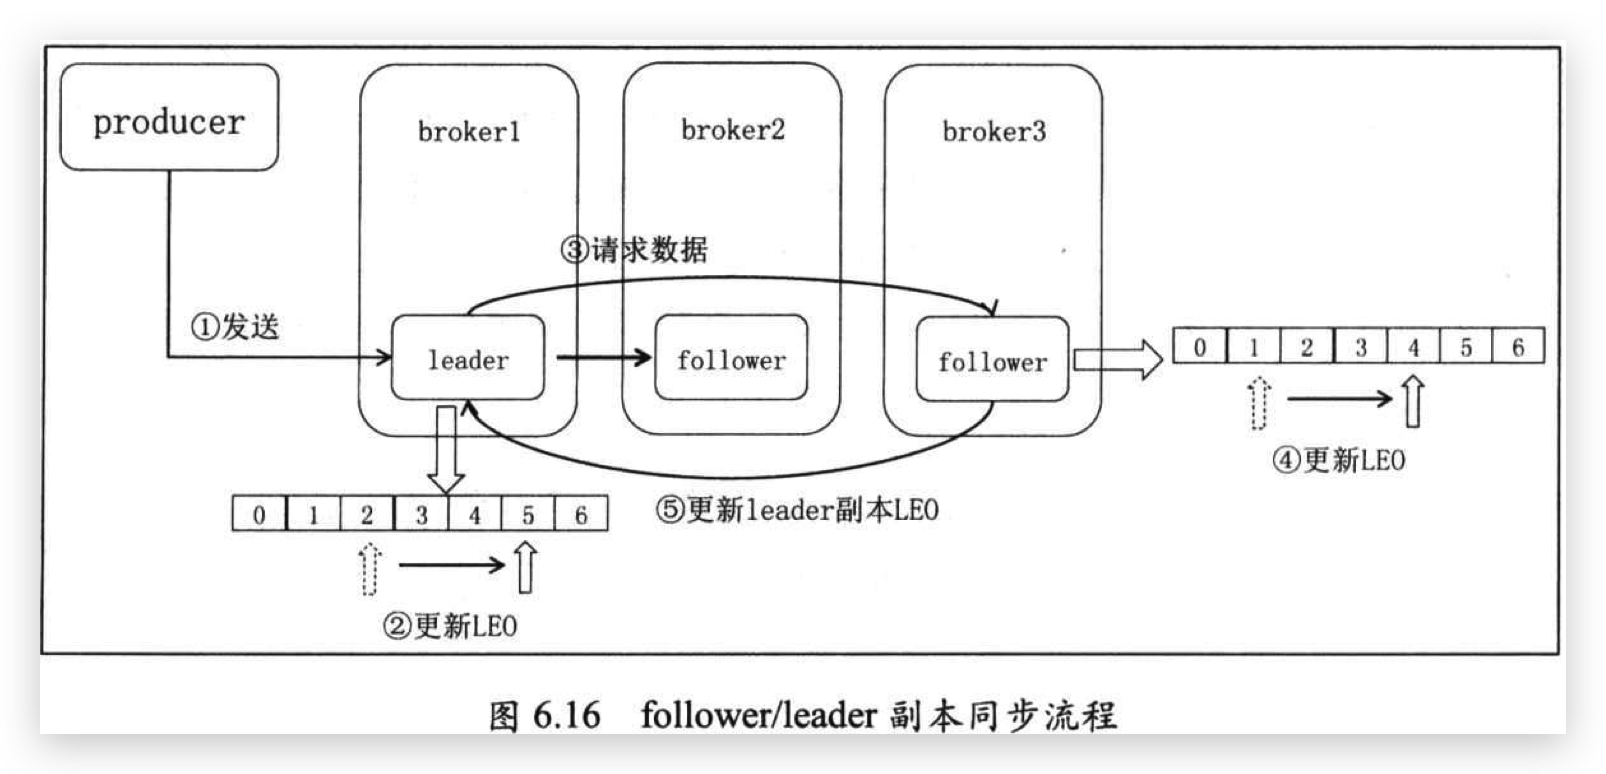 producer
broker1
broker2
broker3
③请求数据
①发送
leader
follower
follower
0 1 2 3 4 5 6
④更新LEO
0 1 2 3 4 5 6
⑤更新leader副本LEO
②更新LEO
图 6.16 follower/leader 副本同步流程